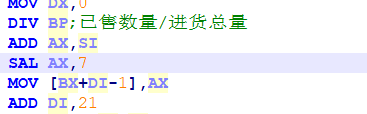 MOV DX,0
DIV BP;已售数量/进货总量
ADD AX,SI
SAL AX,7
MOV [BX+DI-1],AX
ADD DI,21